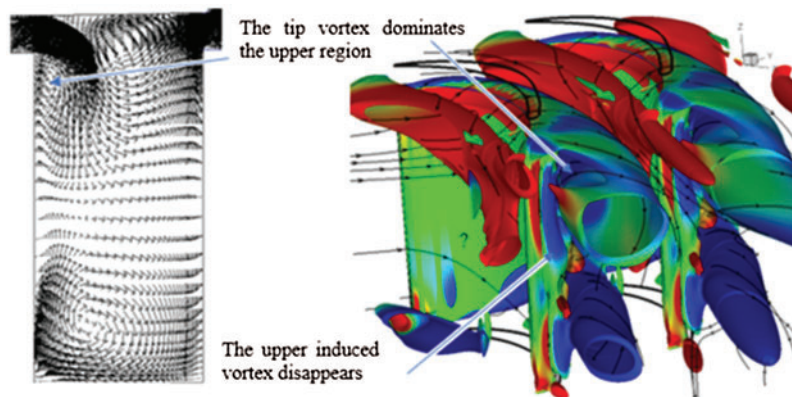 The tip vortex dominates
the upper region
Z
Y
?
The upper induced
vortex disappears